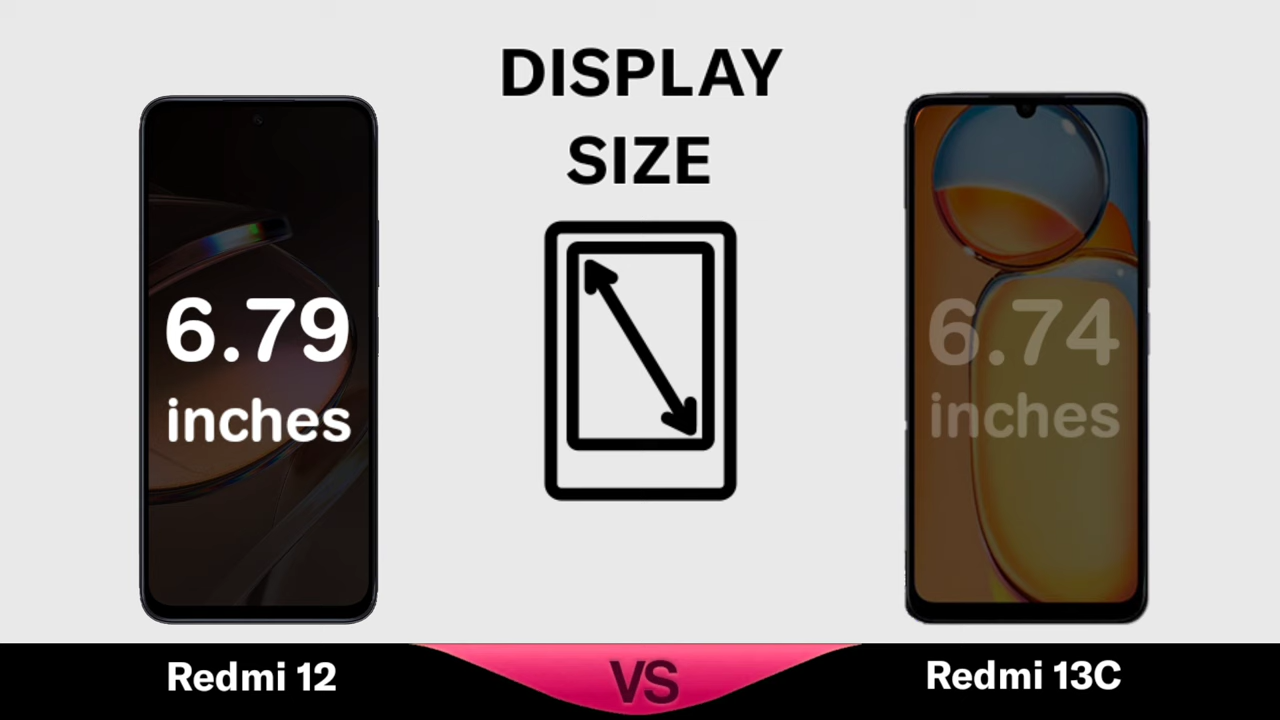 DISPLAY
SIZE
6.79
inches
6.74
inches
Redmi 12
VS
Redmi 13C